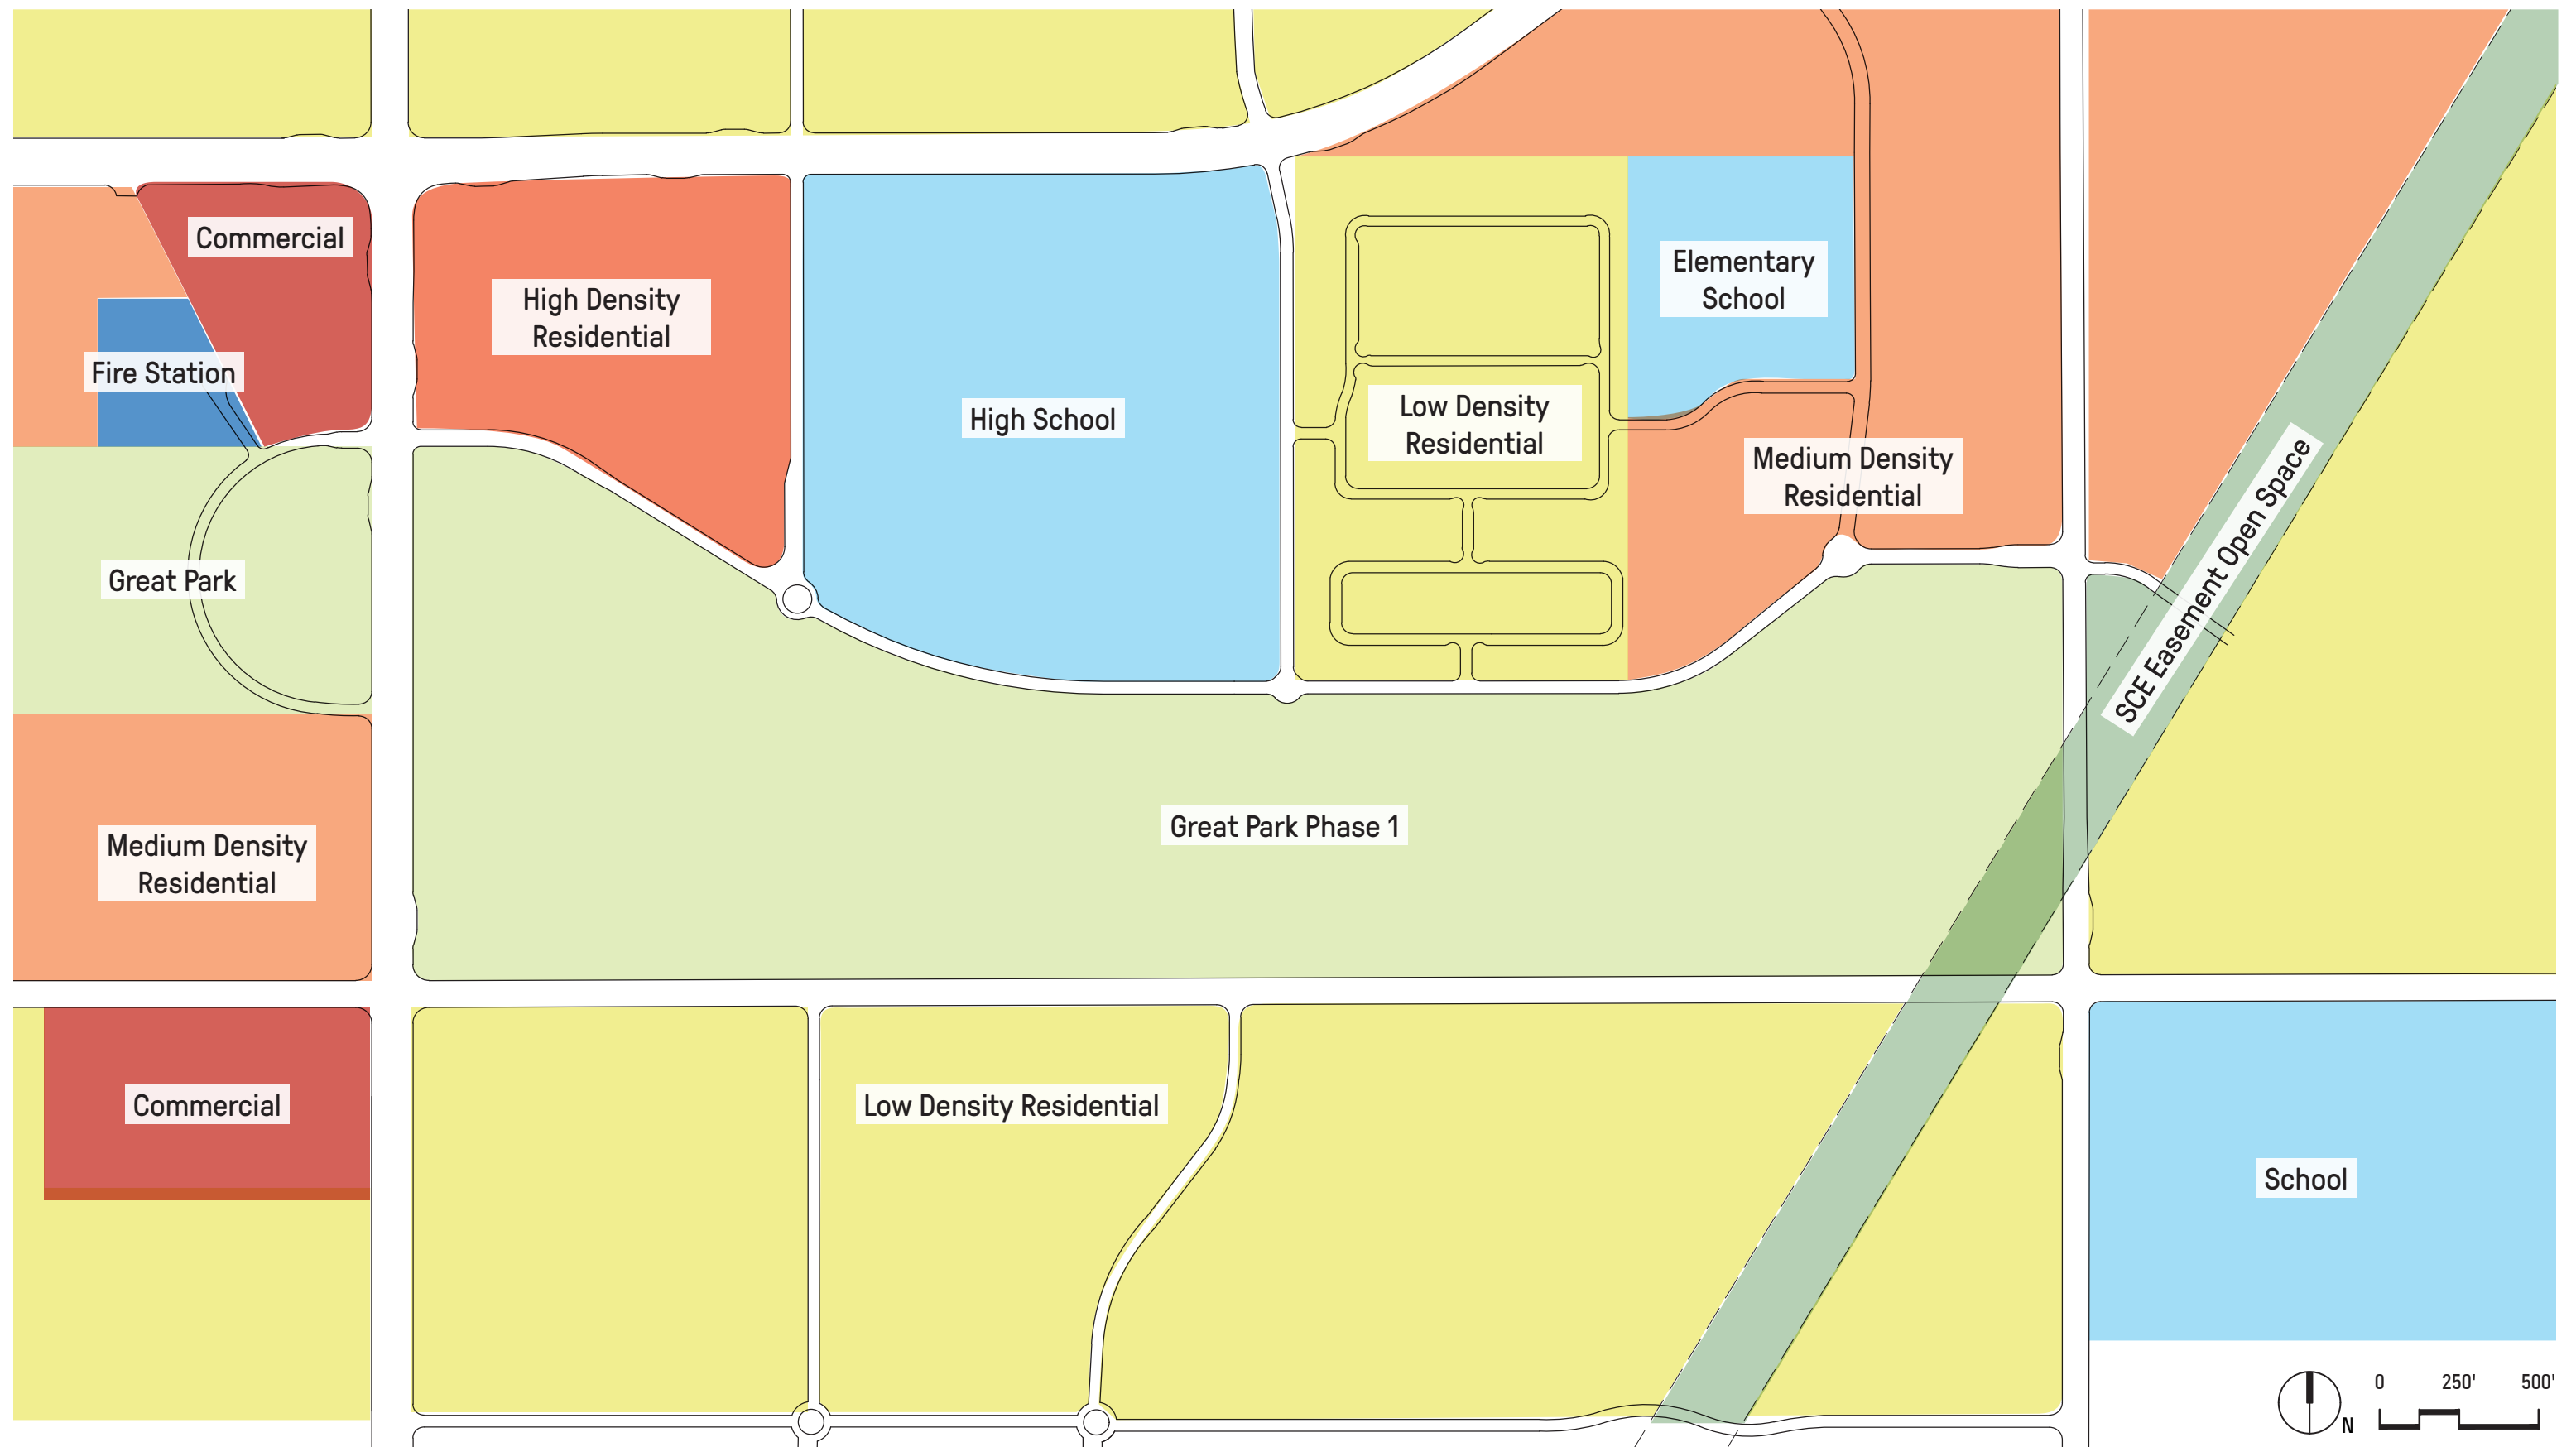 Commercial
High Density
Residential
Elementary
School
Fire Station
High School
Low Density
Residential
Medium Density
Residential
SCE Easement Open Space
Great Park
Great Park Phase 1
Medium Density
Residential
Commercial
Low Density Residential
School
0 250' 500'
N